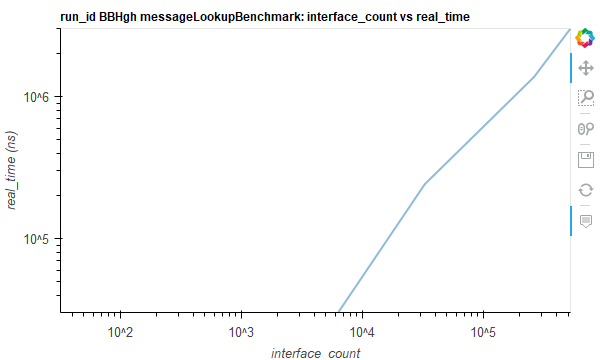 run_id BBHgh messageLookupBenchmark: interface_count vs real_time
real_time (ns)
10^6
10^5
10^2 10^3 10^4 10^5
interface_count